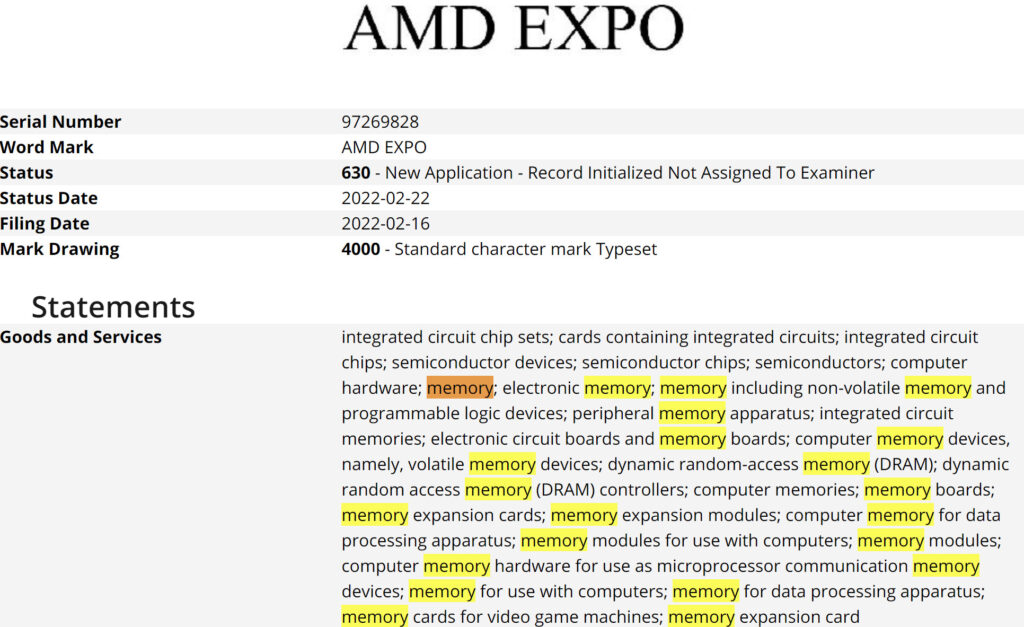 AMD EXPO
Serial Number 97269828
Word Mark AMD EXPO
Status 630 - New Application - Record Initialized Not Assigned To Examiner
Status Date 2022-02-22
Filing Date 2022-02-16
Mark Drawing 4000 - Standard character mark Typeset
Statements
Goods and Services integrated circuit chip sets; cards containing integrated circuits; integrated circuit
chips; semiconductor devices; semiconductor chips; semiconductors; computer
hardware; memory; electronic memory; memory including non-volatile memory and
programmable logic devices; peripheral memory apparatus; integrated circuit
memories; electronic circuit boards and memory boards; computer memory devices,
namely, volatile memory devices; dynamic random-access memory (DRAM); dynamic
random access memory (DRAM) controllers; computer memories; memory boards;
memory expansion cards; memory expansion modules; computer memory for data
processing apparatus; memory modules for use with computers; memory modules;
computer memory hardware for use as microprocessor communication memory
devices; memory for use with computers; memory for data processing apparatus;
memory cards for video game machines; memory expansion card